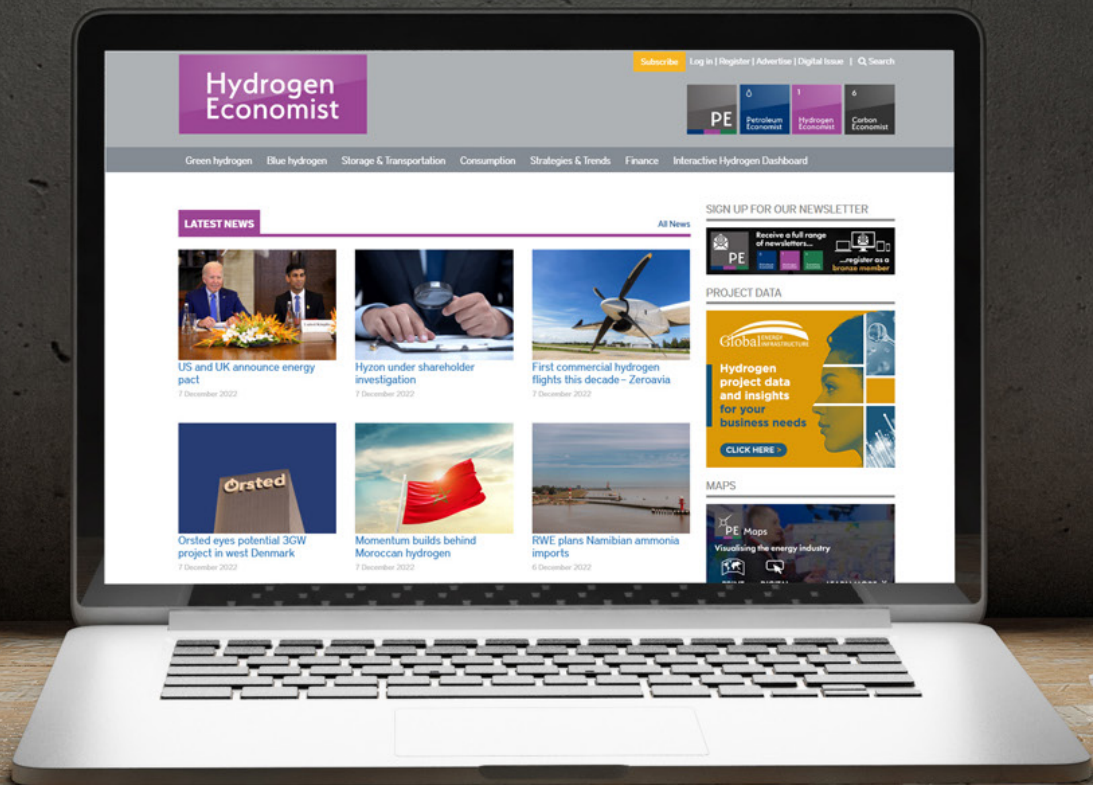 Hydrogen
Economist
Subscribe Log in | Register | Advertise | Digital Issue | Search
PE
Petroleum
Economist
1
Hydrogen
Economist
6
Carbon
Economist
Green hydrogen Blue hydrogen Storage & Transportation Consumption Strategies & Trends Finance Interactive Hydrogen Dashboard
LATEST NEWS
All News
US and UK announce energy
pact
7 December 2022
Hyzon under shareholder
investigation
7 December 2022
First commercial hydrogen
flights this decade – Zeroavia
7 December 2022
Orsted
Orsted eyes potential 3GW
project in west Denmark
7 December 2022
Momentum builds behind
Moroccan hydrogen
7 December 2022
RWE plans Namibian ammonia
imports
6 December 2022
SIGN UP FOR OUR NEWSLETTER
PE
Receive a full range
of newsletters...
...register as a
bronze member
PROJECT DATA
Global ENERGY
INFRASTRUCTURE
Hydrogen
project data
and insights
for your
business needs
CLICK HERE >
MAPS
PE Maps
Visualising the energy industry